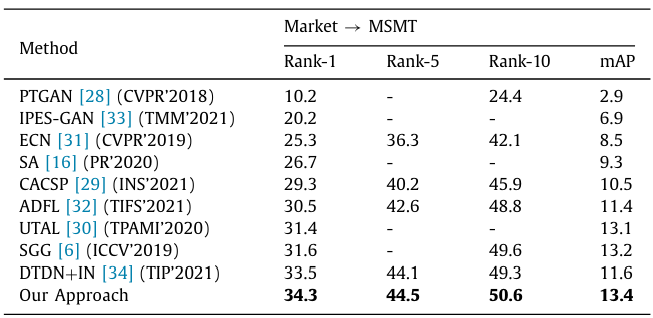 Method Market → MSMT
Rank-1 Rank-5 Rank-10 mAP
PTGAN [28] (CVPR'2018) 10.2 - 24.4 2.9
IPES-GAN [33] (TMM'2021) 20.2 - - 6.9
ECN [31] (CVPR'2019) 25.3 36.3 42.1 8.5
SA [16] (PR'2020) 26.7 - - 9.3
CACSP [29] (INS'2021) 29.3 40.2 45.9 10.5
ADFL [32] (TIFS'2021) 30.5 42.6 48.8 11.4
UTAL [30] (TPAMI'2020) 31.4 - - 13.1
SGG [6] (ICCV'2019) 31.6 - 49.6 13.2
DTDN+IN [34] (TIP'2021) 33.5 44.1 49.3 11.6
Our Approach 34.3 44.5 50.6 13.4